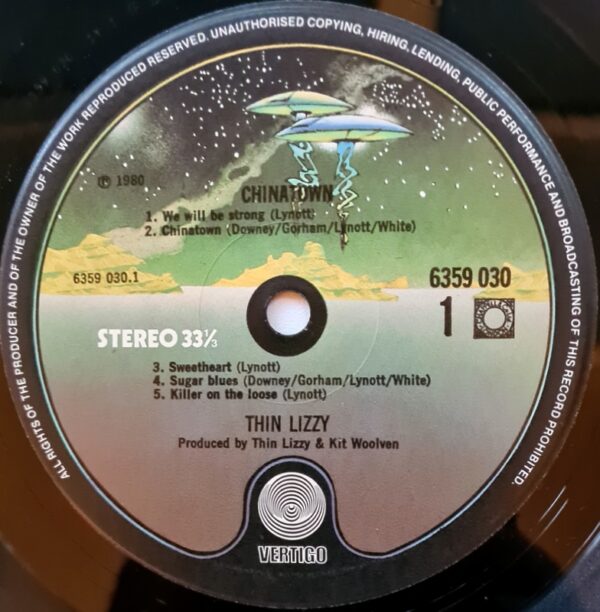 ALL RIGHTS OF THE PRODUCER AND OF THE OWNER OF THE WORK REPRODUCED RESERVED. UNAUTHORISED COPYING, HIRING, LENDING, PUBLIC PERFORMANCE AND BROADCASTING OF THIS RECORD PROHIBITED.
℗ 1980
CHINATOWN
1. We will be strong (Lynott)
2. Chinatown (Downey/Gorham/Lynott/White)
6359 030.1
6359 030
1
STEREO 33⅓
3. Sweetheart (Lynott)
4. Sugar blues (Downey/Gorham/Lynott/White)
5. Killer on the loose (Lynott)
THIN LIZZY
Produced by Thin Lizzy & Kit Woolven
VERTIGO